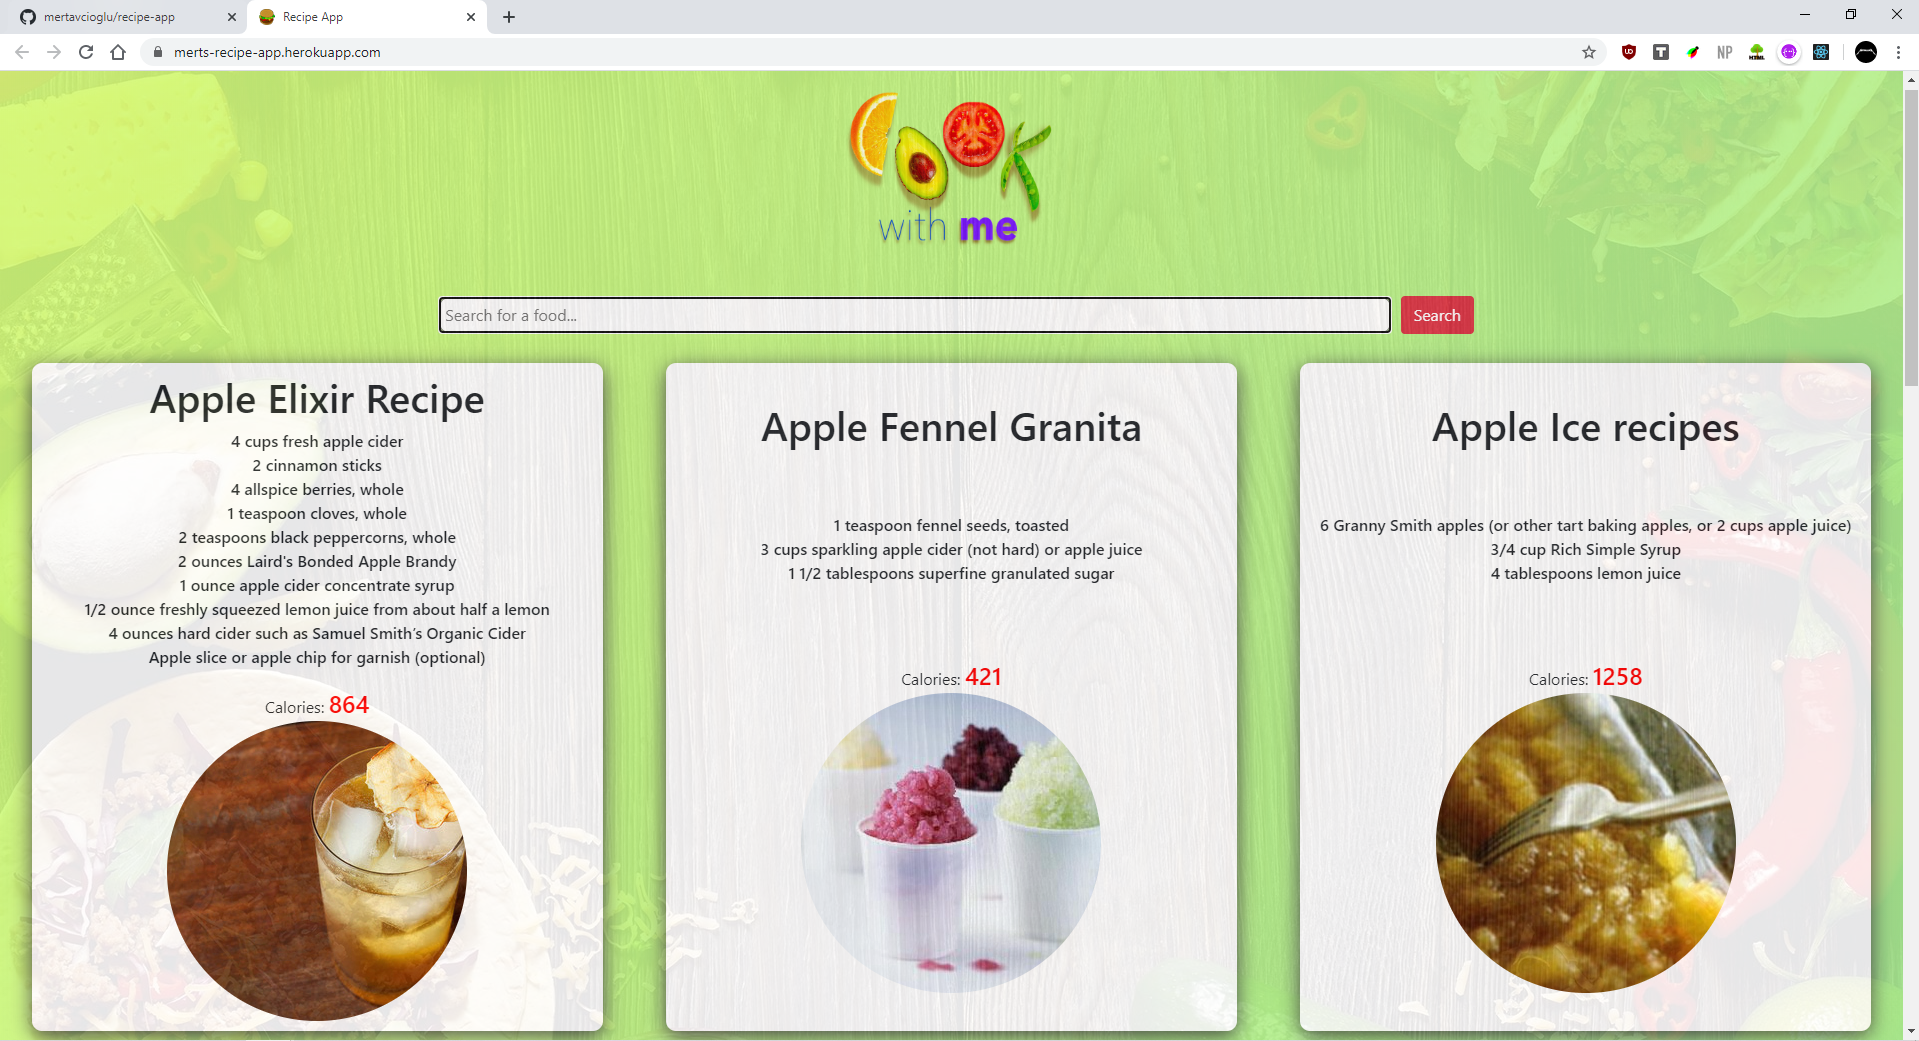 mertavcioglu/recipe-app
Recipe App
merts-recipe-app.herokuapp.com
NP
COOK
with me
Search for a food...
Search
Apple Elixir Recipe
4 cups fresh apple cider
2 cinnamon sticks
4 allspice berries, whole
1 teaspoon cloves, whole
2 teaspoons black peppercorns, whole
2 ounces Laird's Bonded Apple Brandy
1 ounce apple cider concentrate syrup
1/2 ounce freshly squeezed lemon juice from about half a lemon
4 ounces hard cider such as Samuel Smith’s Organic Cider
Apple slice or apple chip for garnish (optional)
Calories: 864
Apple Fennel Granita
1 teaspoon fennel seeds, toasted
3 cups sparkling apple cider (not hard) or apple juice
1 1/2 tablespoons superfine granulated sugar
Calories: 421
Apple Ice recipes
6 Granny Smith apples (or other tart baking apples, or 2 cups apple juice)
3/4 cup Rich Simple Syrup
4 tablespoons lemon juice
Calories: 1258